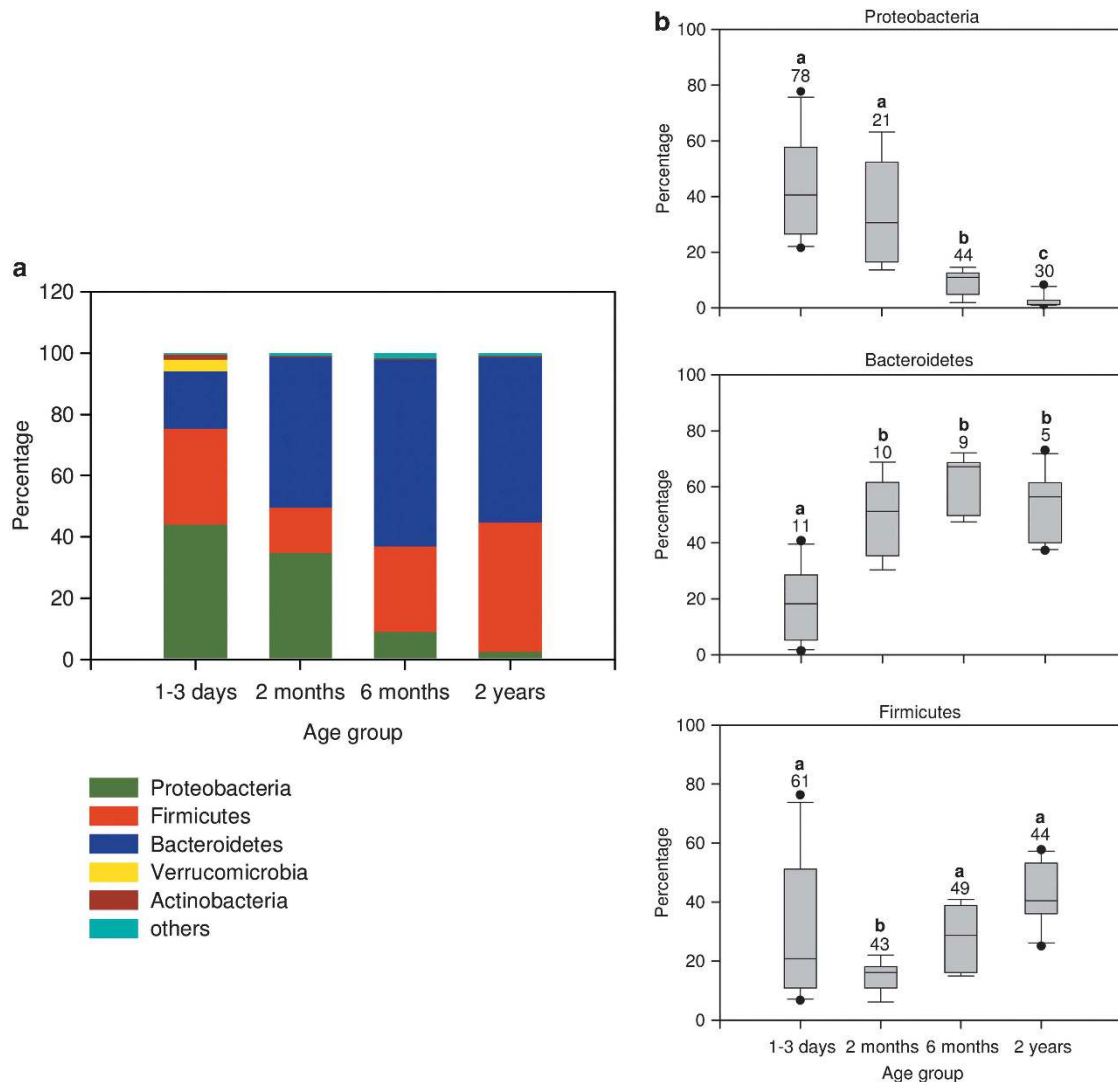 a
120
100
80
60
40
20
0
Percentage
1-3 days 2 months 6 months 2 years
Age group
Proteobacteria
Firmicutes
Bacteroidetes
Verrucomicrobia
Actinobacteria
others
b
Proteobacteria
100
80
60
40
20
0
Percentage
a
78
a
21
b
44
c
30
Bacteroidetes
100
80
60
40
20
0
Percentage
a
11
b
10
b
9
b
5
Firmicutes
100
80
60
40
20
0
Percentage
a
61
b
43
a
49
a
44
1-3 days 2 months 6 months 2 years
Age group